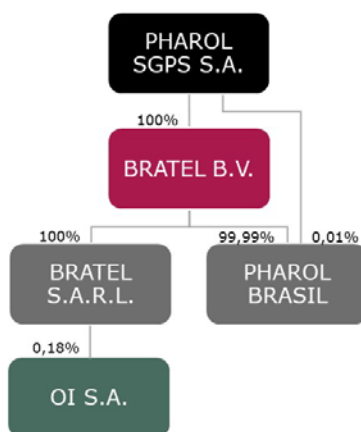 PHAROL
SGPS S.A.
100%
BRATEL B.V.
100%
99,99%
0,01%
BRATEL
S.A.R.L.
PHAROL
BRASIL
0,18%
OI S.A.